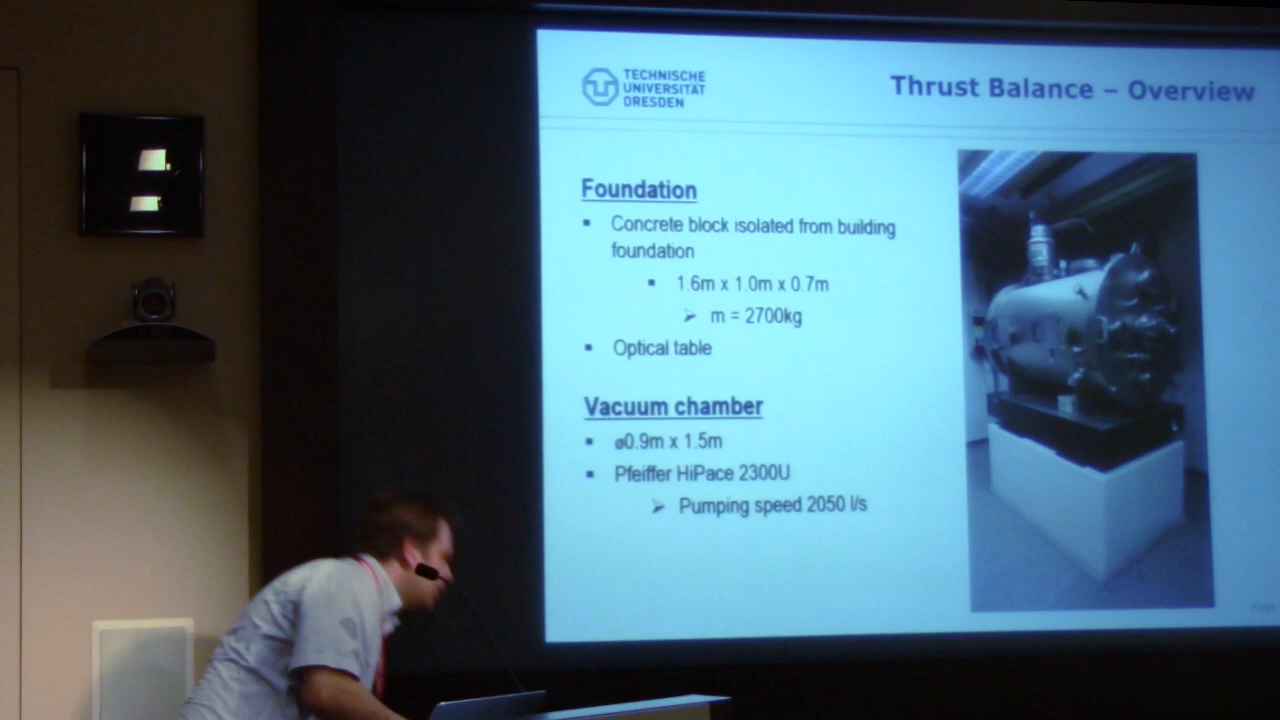 TECHNISCHE
UNIVERSITÄT
DRESDEN
Thrust Balance – Overview
Foundation
▪ Concrete block isolated from building
foundation
▪ 1.6m x 1.0m x 0.7m
➢ m = 2700kg
▪ Optical table
Vacuum chamber
▪ ø0.9m x 1.5m
▪ Pfeiffer HiPace 2300U
➢ Pumping speed 2050 l/s